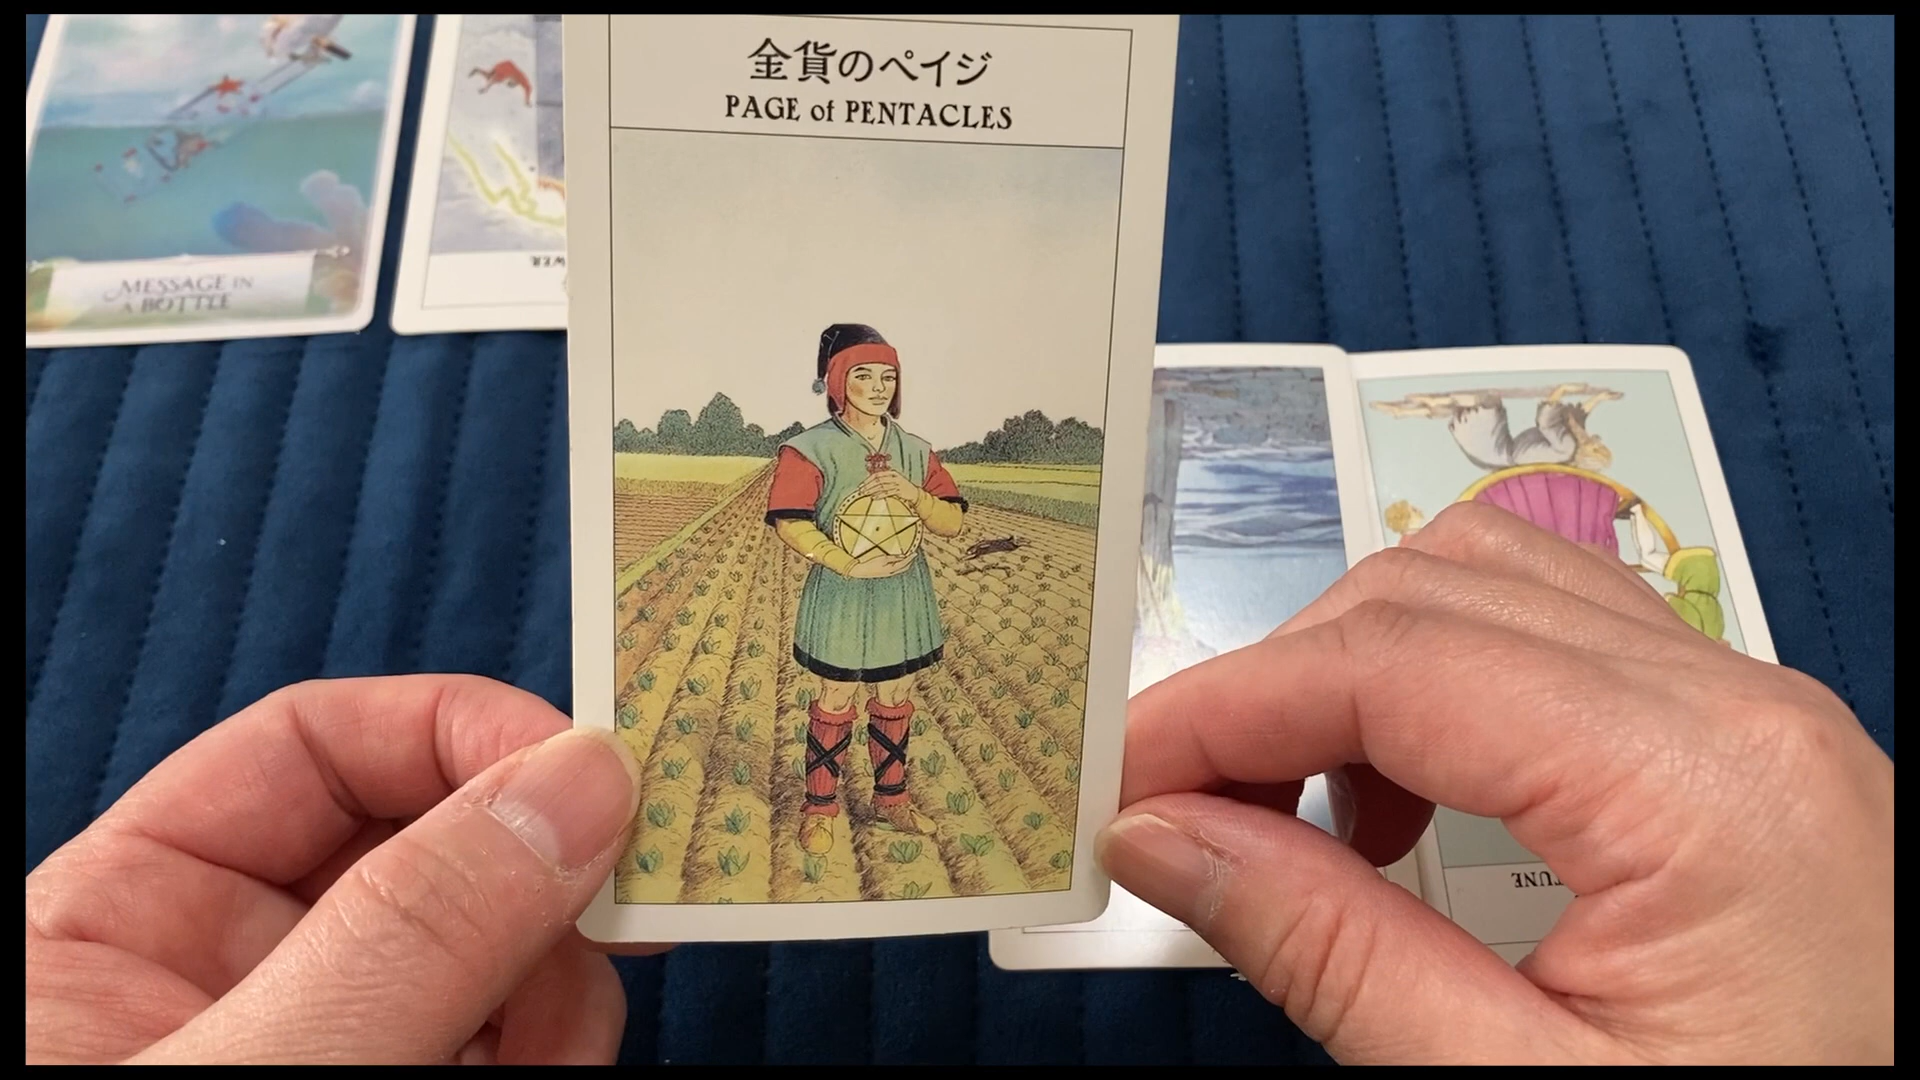 金貨のペイジ
PAGE of PENTACLES
MESSAGE IN
A BOTTLE